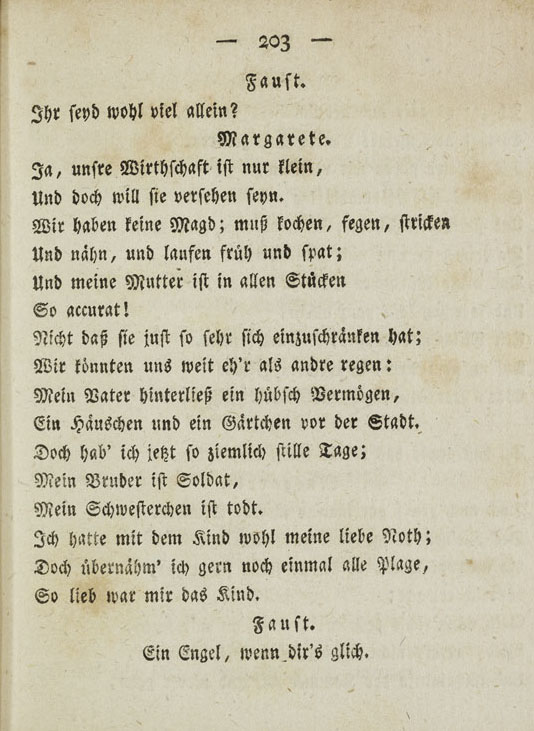 — 203 —
Faust.
Ihr seyd wohl viel allein?
Margarete.
Ja, unsre Wirthschaft ist nur klein,
Und doch will sie versehen seyn.
Wir haben keine Magd; muß kochen, fegen, stricken
Und nähn, und laufen früh und spat;
Und meine Mutter ist in allen Stücken
So accurat!
Nicht daß sie just so sehr sich einzuschränken hat;
Wir könnten uns weit eh'r als andre regen:
Mein Vater hinterließ ein hübsch Vermögen,
Ein Häuschen und ein Gärtchen vor der Stadt.
Doch hab' ich jetzt so ziemlich stille Tage;
Mein Bruder ist Soldat,
Mein Schwesterchen ist todt.
Ich hatte mit dem Kind wohl meine liebe Noth;
Doch übernähm' ich gern noch einmal alle Plage,
So lieb war mir das Kind.
Faust.
Ein Engel, wenn dir's glich.